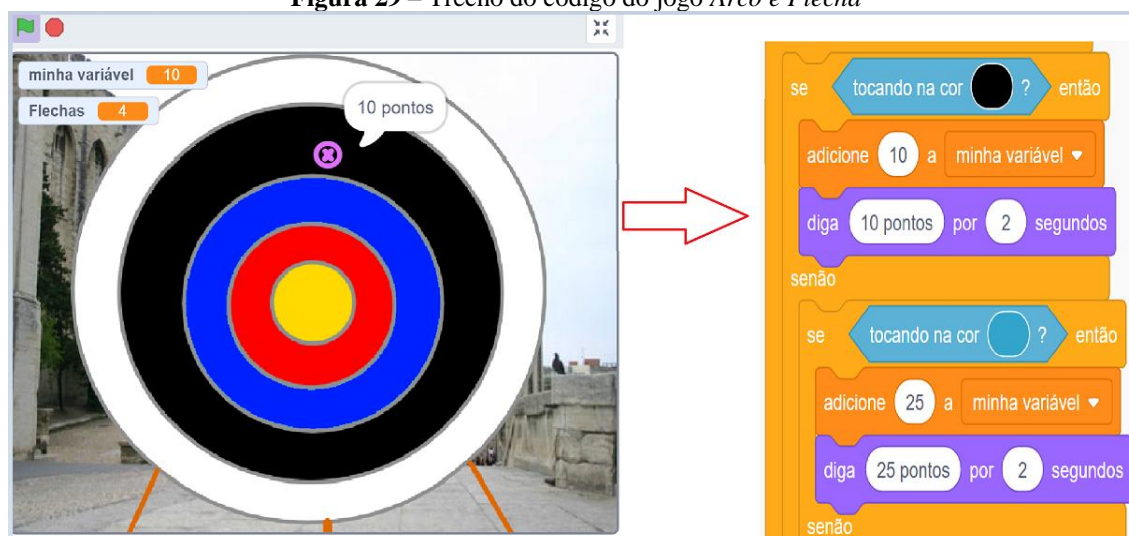 Figura 29 – Trecho do código do jogo Arco e Flecha
minha variável 10
Flechas 4
10 pontos
se tocando na cor ? então
adicione 10 a minha variável
diga 10 pontos por 2 segundos
senão
se tocando na cor ? então
adicione 25 a minha variável
diga 25 pontos por 2 segundos
senão